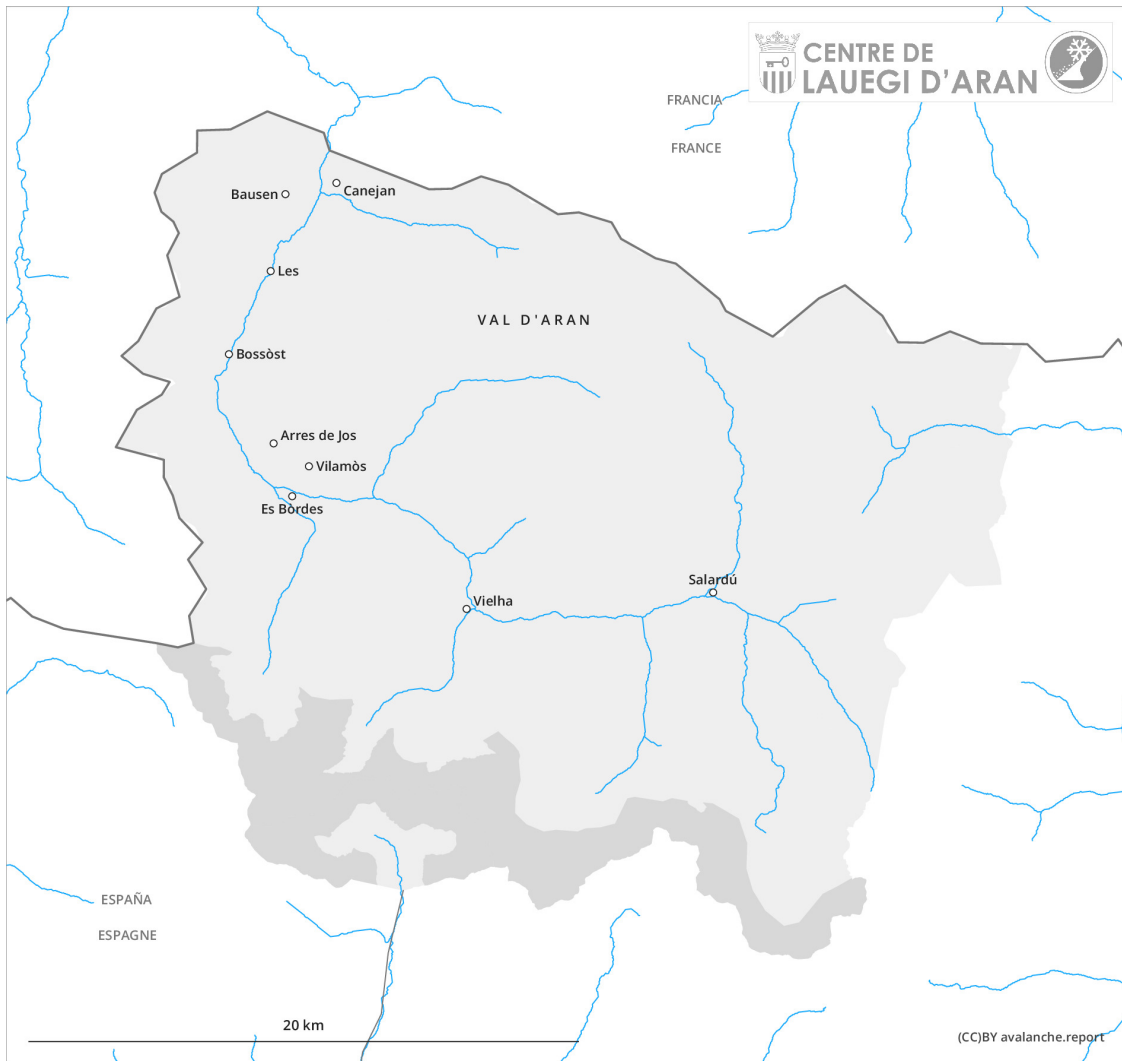 CENTRE DE
LAUEGI D'ARAN
FRANCIA
FRANCE
Bausen
Canejan
Les
VAL D'ARAN
Bossòst
Arres de Jos
Vilamòs
Es Bòrdes
Salardú
Vielha
ESPAÑA
ESPAGNE
20 km
(CC)BY avalanche.report